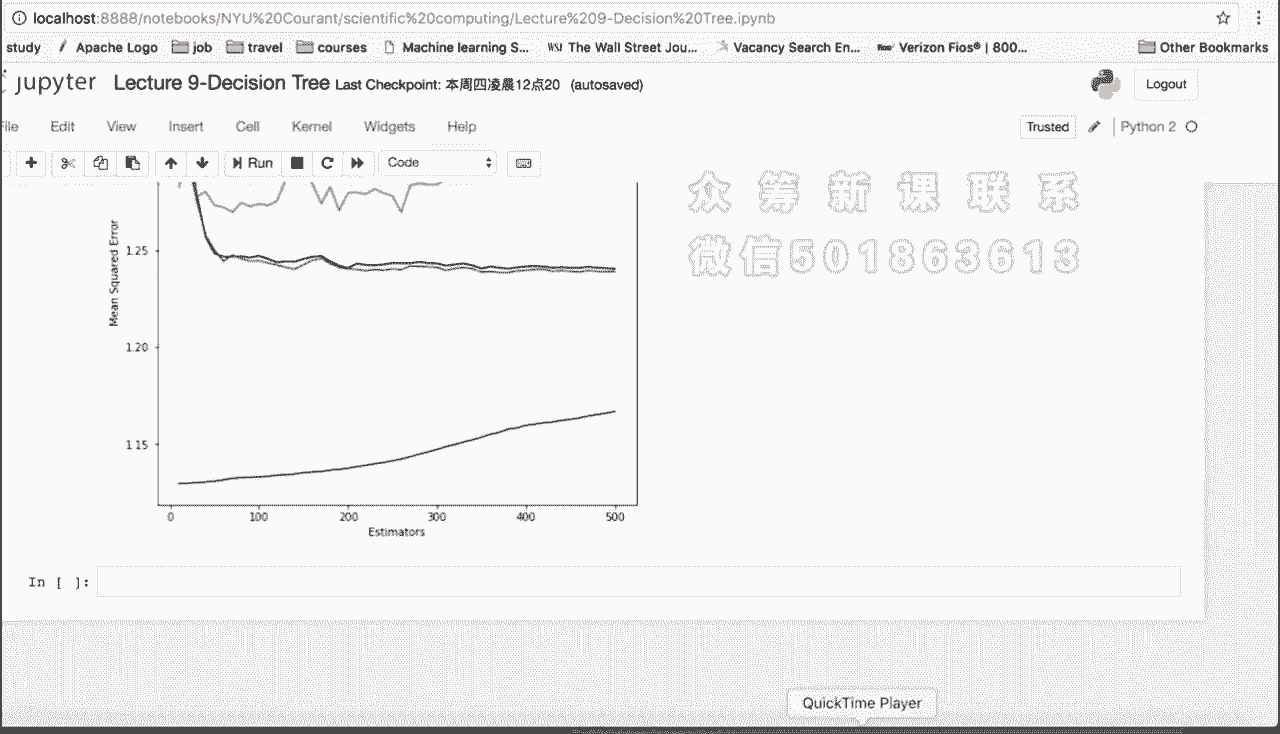 localhost:8888/notebooks/NYU%20Courant/scientific%20computing/Lecture%209-Decision%20Tree.ipynb
study Apache Logo job travel courses Machine learning S... WSJ The Wall Street Jou... Vacancy Search En... Verizon Fios® | 800... Other Bookmarks
jupyter Lecture 9-Decision Tree Last Checkpoint: 本周四凌晨12点20 (autosaved) Logout
File Edit View Insert Cell Kernel Widgets Help Trusted Python 2
Run Code
众筹新课联系
微信501863613
Mean Squared Error
1.25
1.20
1.15
0 100 200 300 400 500
Estimators
In [ ]:
QuickTime Player